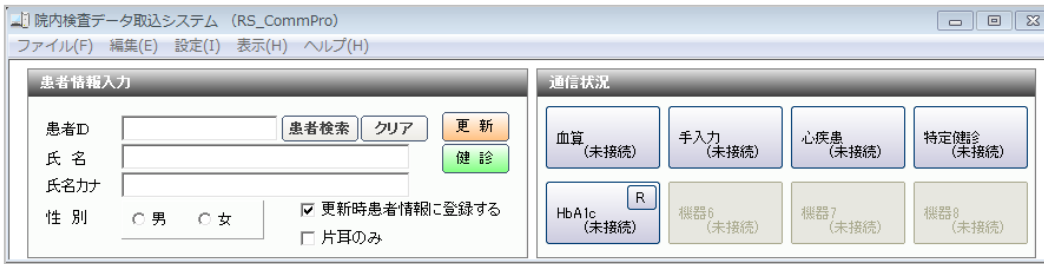 院内検査データ取込システム (RS_CommPro)
ファイル(F) 編集(E) 設定(I) 表示(H) ヘルプ(H)
患者情報入力
患者ID 患者検索 クリア 更 新
氏 名 健 診
氏名カナ
性 別 男 女 更新時患者情報に登録する
片耳のみ
通信状況
血算 (未接続)
手入力 (未接続)
心疾患 (未接続)
特定健診 (未接続)
HbA1c R (未接続)
機器6 (未接続)
機器7 (未接続)
機器8 (未接続)